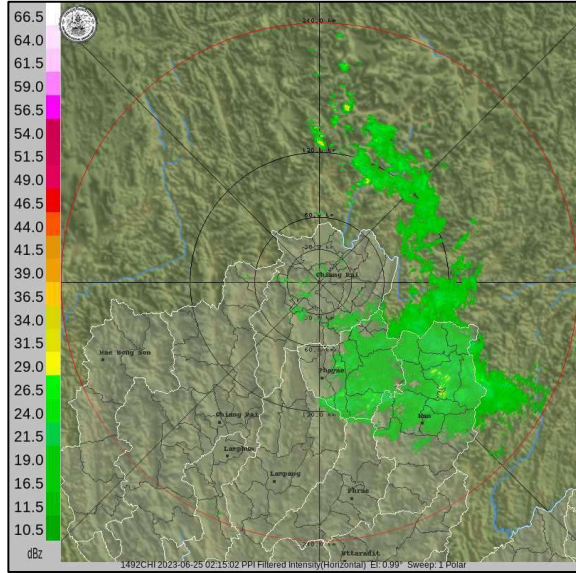 66.5
64.0
61.5
59.0
56.5
54.0
51.5
49.0
46.5
44.0
41.5
39.0
36.5
34.0
31.5
29.0
26.5
24.0
21.5
19.0
16.5
13.5
10.5
dBz
Chiang Rai
Mae Hong Son
Phayao
Chiang Mai
Nan
Lamphun
Lampang
Phrae
Uttaradit
1492CHI 2023-06-25 02:15:02 PPI Filtered Intensity(Horizontal) El: 0.99° Sweep: 1 Polar